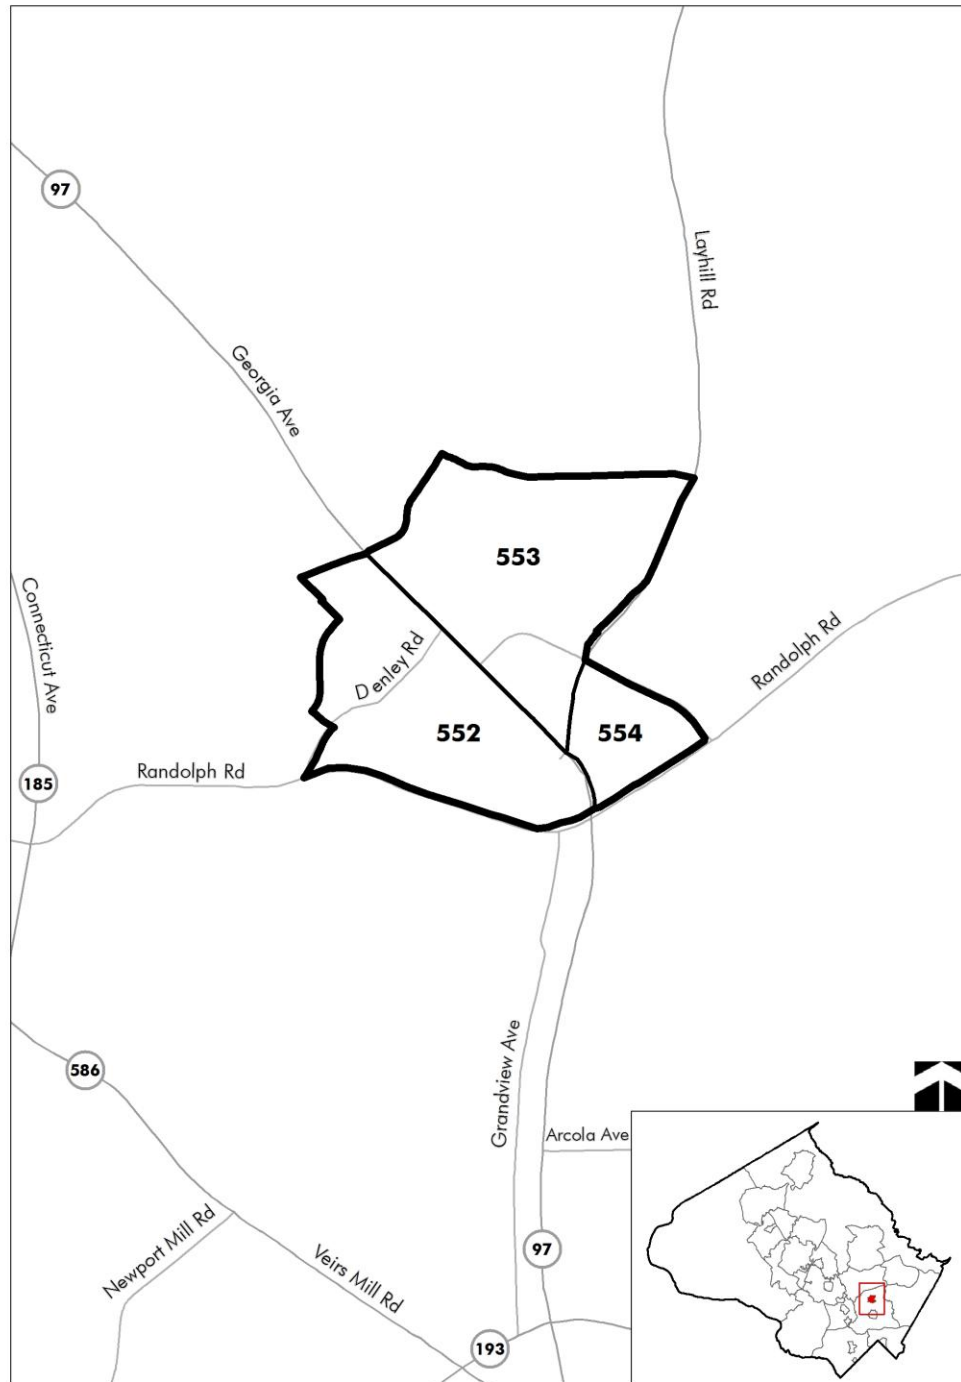 97
Layhill Rd
Georgia Ave
553
Connecticut Ave
Denley Rd
Randolph Rd
552
554
Randolph Rd
185
586
Grandview Ave
Arcola Ave
Newport Mill Rd
97
Veirs Mill Rd
193